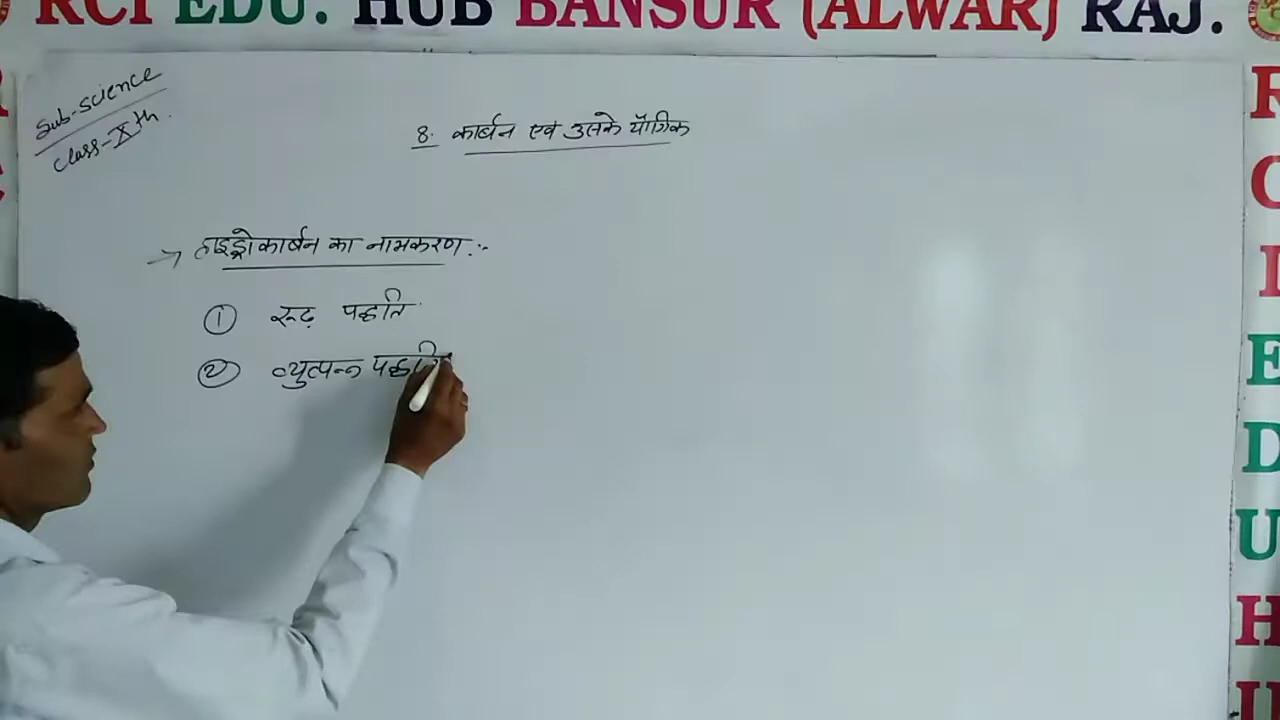 RCI EDU. HUB BANSUR (ALWAR) RAJ.
Sub-Science
Class-Xth.
8. कार्बन एवं उसके यौगिक
→ हाइड्रोकार्बन का नामकरण :-
① रूढ़ पद्धति
② व्युत्पन्न पद्धति
R
C
I
E
D
U
H